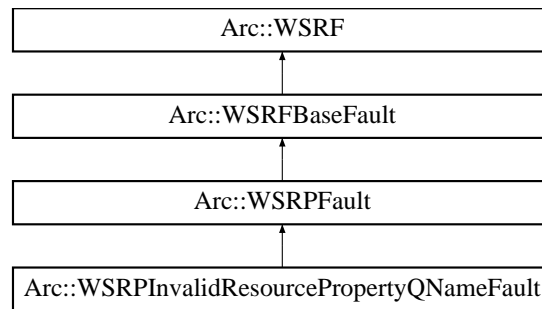 Arc::WSRF
Arc::WSRFBaseFault
Arc::WSRPFault
Arc::WSRPInvalidResourcePropertyQNameFault